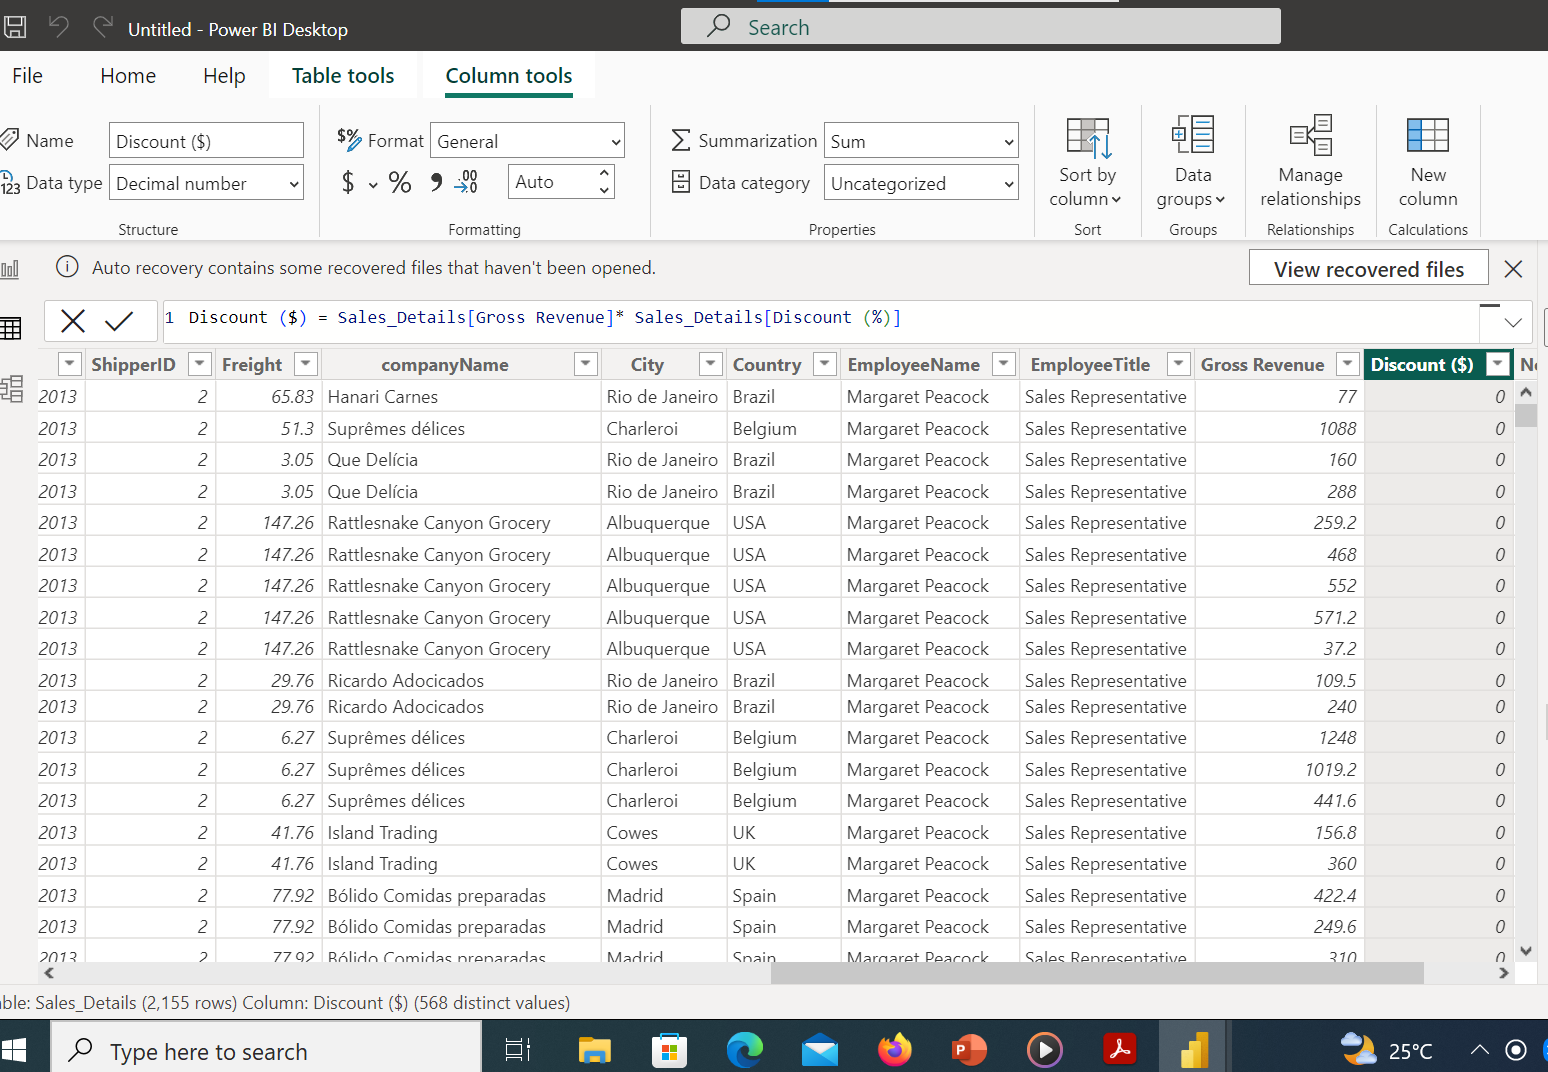 Untitled - Power BI Desktop
Search
File Home Help Table tools Column tools
Name Discount ($) $% Format General Summarization Sum
123 Data type Decimal number $ % , .00 Auto Data category Uncategorized
Sort by column
Data groups
Manage relationships
New column
Structure Formatting Properties Sort Groups Relationships Calculations
Auto recovery contains some recovered files that haven't been opened. View recovered files
1 Discount ($) = Sales_Details[Gross Revenue]* Sales_Details[Discount (%)]
ShipperID Freight companyName City Country EmployeeName EmployeeTitle Gross Revenue Discount ($)
2013 2 65.83 Hanari Carnes Rio de Janeiro Brazil Margaret Peacock Sales Representative 77 0
2013 2 51.3 Suprêmes délices Charleroi Belgium Margaret Peacock Sales Representative 1088 0
2013 2 3.05 Que Delícia Rio de Janeiro Brazil Margaret Peacock Sales Representative 160 0
2013 2 3.05 Que Delícia Rio de Janeiro Brazil Margaret Peacock Sales Representative 288 0
2013 2 147.26 Rattlesnake Canyon Grocery Albuquerque USA Margaret Peacock Sales Representative 259.2 0
2013 2 147.26 Rattlesnake Canyon Grocery Albuquerque USA Margaret Peacock Sales Representative 468 0
2013 2 147.26 Rattlesnake Canyon Grocery Albuquerque USA Margaret Peacock Sales Representative 552 0
2013 2 147.26 Rattlesnake Canyon Grocery Albuquerque USA Margaret Peacock Sales Representative 571.2 0
2013 2 147.26 Rattlesnake Canyon Grocery Albuquerque USA Margaret Peacock Sales Representative 37.2 0
2013 2 29.76 Ricardo Adocicados Rio de Janeiro Brazil Margaret Peacock Sales Representative 109.5 0
2013 2 29.76 Ricardo Adocicados Rio de Janeiro Brazil Margaret Peacock Sales Representative 240 0
2013 2 6.27 Suprêmes délices Charleroi Belgium Margaret Peacock Sales Representative 1248 0
2013 2 6.27 Suprêmes délices Charleroi Belgium Margaret Peacock Sales Representative 1019.2 0
2013 2 6.27 Suprêmes délices Charleroi Belgium Margaret Peacock Sales Representative 441.6 0
2013 2 41.76 Island Trading Cowes UK Margaret Peacock Sales Representative 156.8 0
2013 2 41.76 Island Trading Cowes UK Margaret Peacock Sales Representative 360 0
2013 2 77.92 Bólido Comidas preparadas Madrid Spain Margaret Peacock Sales Representative 422.4 0
2013 2 77.92 Bólido Comidas preparadas Madrid Spain Margaret Peacock Sales Representative 249.6 0
2013 2 77.92 Bólido Comidas preparadas Madrid Spain Margaret Peacock Sales Representative 310 0
ble: Sales_Details (2,155 rows) Column: Discount ($) (568 distinct values)
Type here to search
25°C